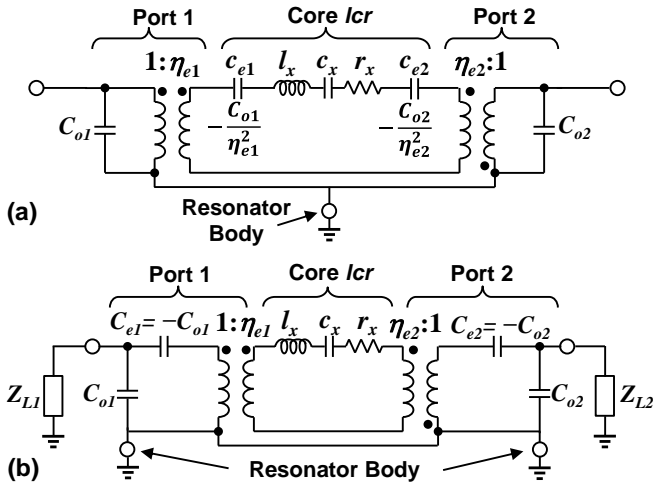 Port 1 Core lcr Port 2
1:ηe1 ce1 lx cx rx ce2 ηe2:1
Co1 −Co1/η²e1 −Co2/η²e2 Co2
(a)
Resonator
Body
Port 1 Core lcr Port 2
Ce1= −Co1 1:ηe1 lx cx rx ηe2:1 Ce2= −Co2
ZL1 Co1 Co2 ZL2
(b) Resonator Body